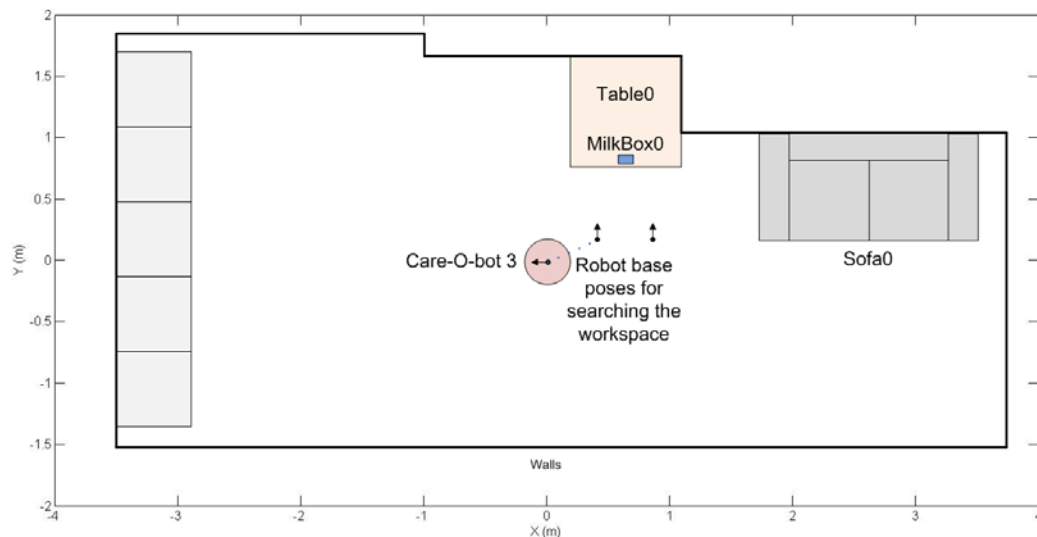 2
1.5
1
0.5
0
-0.5
-1
-1.5
-2
Y (m)
Table0
MilkBox0
Care-O-bot 3
Robot base
poses for
searching the
workspace
Sofa0
Walls
-4
-3
-2
-1
0
1
2
3
4
X (m)